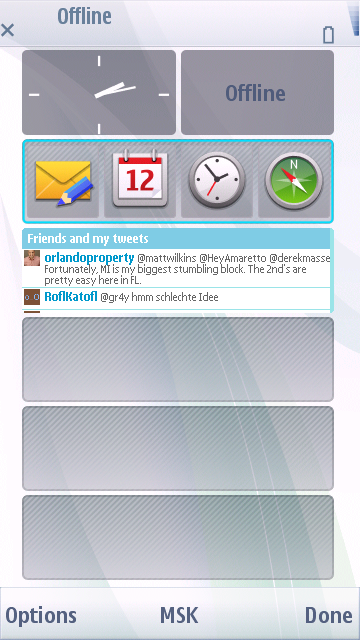 Offline
Offline
12
N
Friends and my tweets
orlandoproperty @mattwilkins @HeyAmaretto @derekmasse
Fortunately, MI is my biggest stumbling block. The 2nd's are
pretty easy here in FL.
RoflKatofl @gr4y hmm schlechte Idee
Options MSK Done